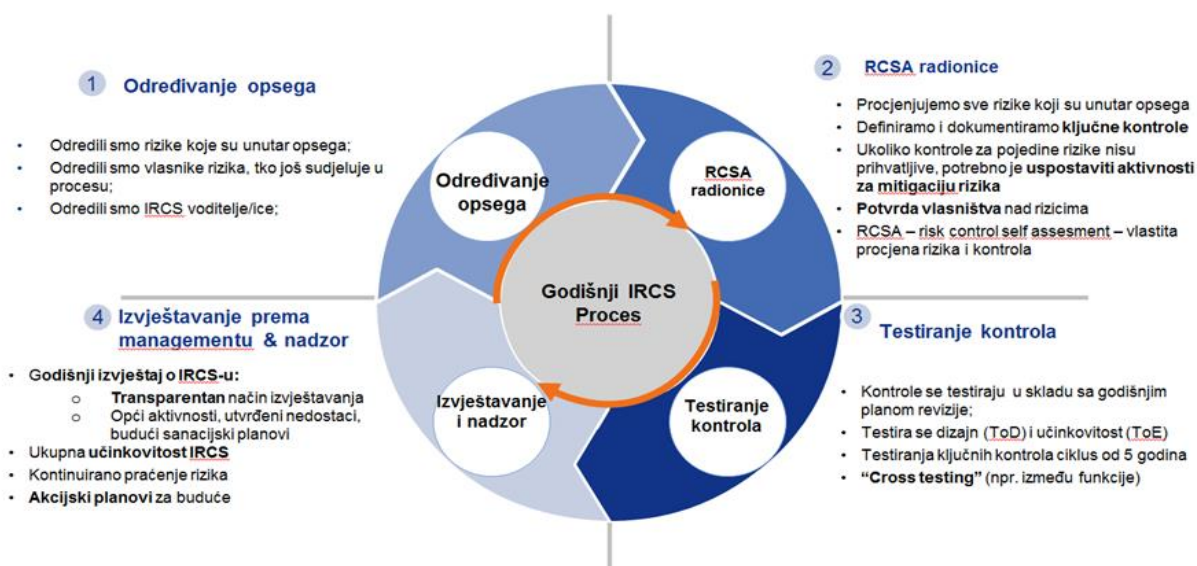 1 Određivanje opsega
• Odredili smo rizike koje su unutar opsega;
• Odredili smo vlasnike rizika, tko još sudjeluje u
procesu;
• Odredili smo IRCS voditelje/ice;
2 RCSA radionice
• Procjenjujemo sve rizike koji su unutar opsega
• Definiramo i dokumentiramo ključne kontrole
• Ukoliko kontrole za pojedine rizike nisu
prihvatljive, potrebno je uspostaviti aktivnosti
za mitigaciju rizika
• Potvrda vlasništva nad rizicima
• RCSA – risk control self assesment – vlastita
procjena rizika i kontrola
Određivanje
opsega
RCSA
radionice
Godišnji IRCS
Proces
Izvještavanje
i nadzor
Testiranje
kontrola
4 Izvještavanje prema
managementu & nadzor
• Godišnji izvještaj o IRCS-u:
o Transparentan način izvještavanja
o Opći aktivnosti, utvrđeni nedostaci,
budući sanacijski planovi
• Ukupna učinkovitost IRCS
• Kontinuirano praćenje rizika
• Akcijski planovi za buduće
3 Testiranje kontrola
• Kontrole se testiraju u skladu sa godišnjim
planom revizije;
• Testira se dizajn (ToD) i učinkovitost (ToE)
• Testiranja ključnih kontrola ciklus od 5 godina
• “Cross testing” (npr. između funkcije)